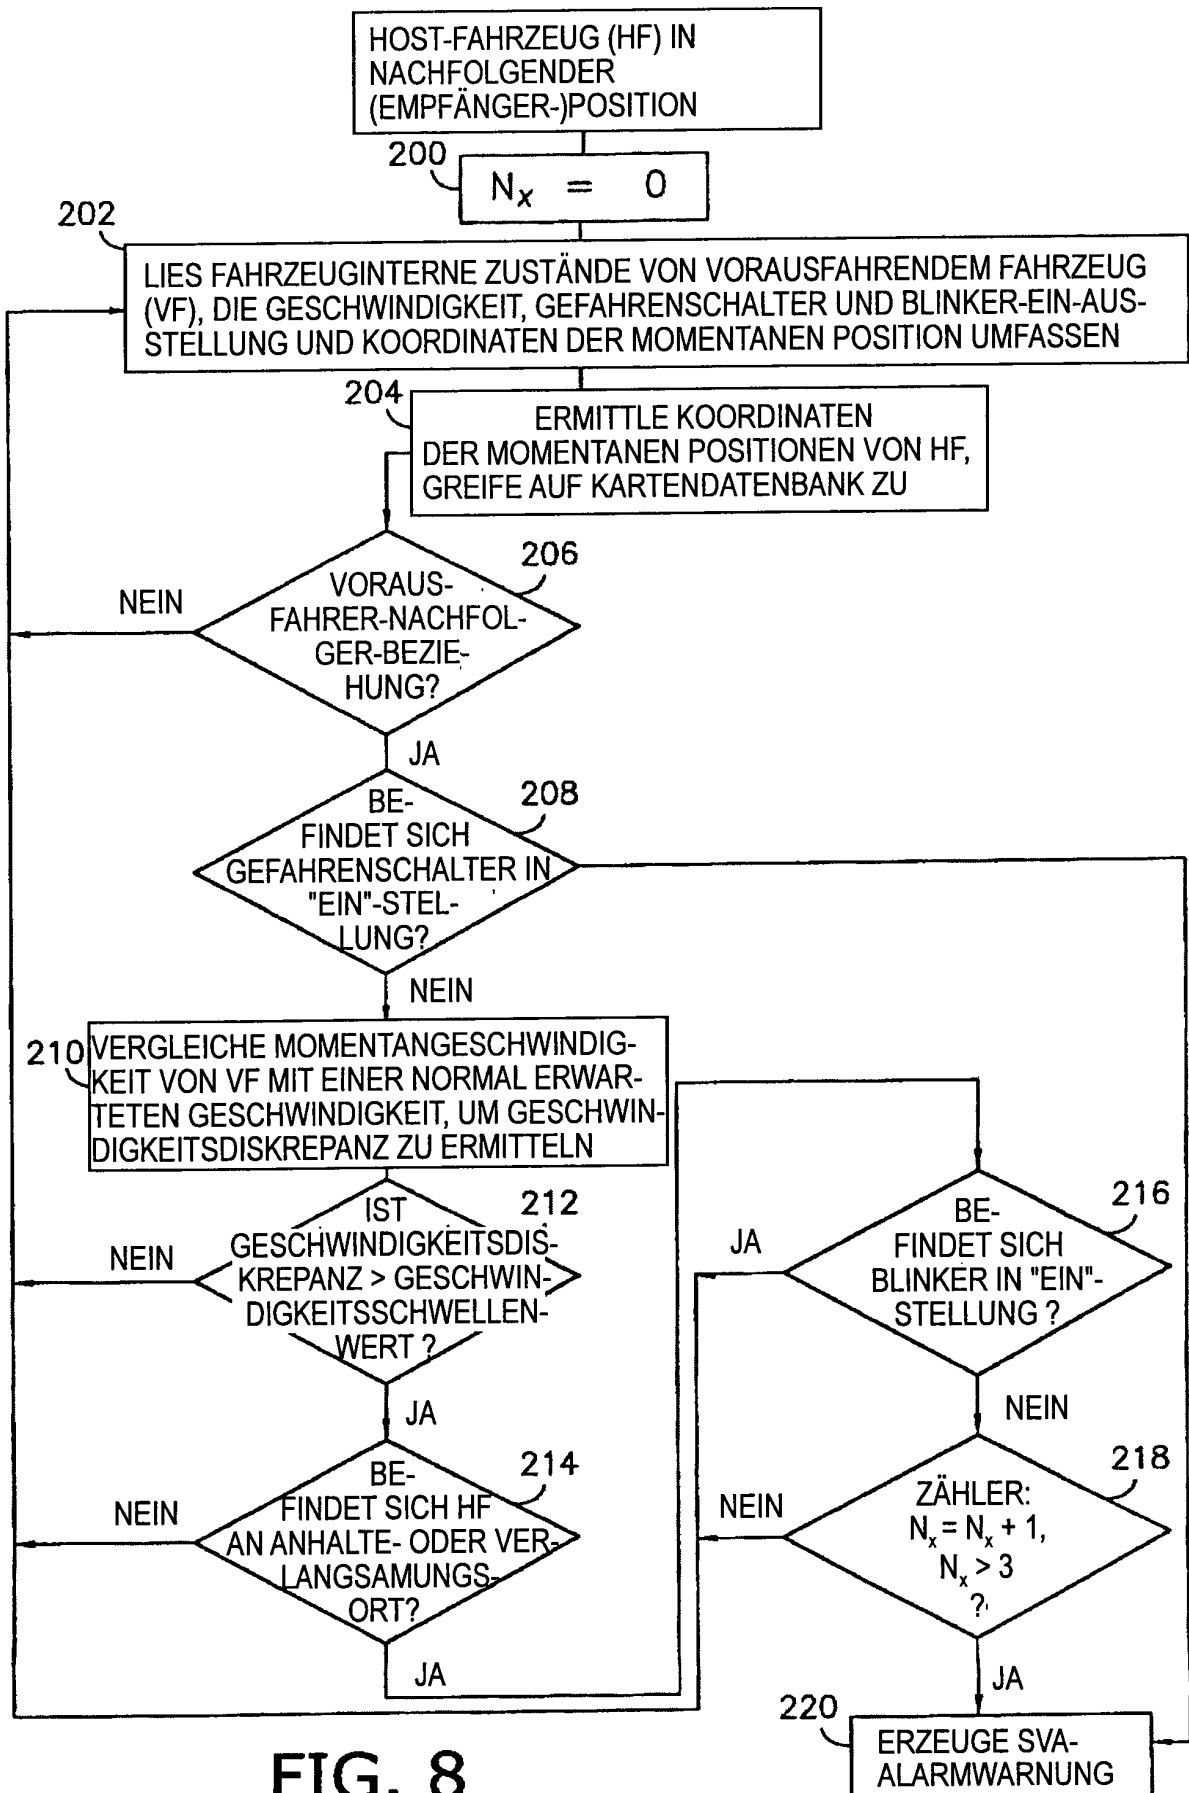 HOST-FAHRZEUG (HF) IN
NACHFOLGENDER
(EMPFÄNGER-)POSITION
200
Nx = 0
202
LIES FAHRZEUGINTERNE ZUSTÄNDE VON VORAUSFAHRENDEM FAHRZEUG
(VF), DIE GESCHWINDIGKEIT, GEFAHRENSCHALTER UND BLINKER-EIN-AUS-
STELLUNG UND KOORDINATEN DER MOMENTANEN POSITION UMFASSEN
204
ERMITTLE KOORDINATEN
DER MOMENTANEN POSITIONEN VON HF,
GREIFE AUF KARTENDATENBANK ZU
206
VORAUS-
FAHRER-NACHFOL-
GER-BEZIE-
HUNG?
NEIN
JA
208
BE-
FINDET SICH
GEFAHRENSCHALTER IN
"EIN"-STEL-
LUNG?
NEIN
210
VERGLEICHE MOMENTANGESCHWINDIG-
KEIT VON VF MIT EINER NORMAL ERWAR-
TETEN GESCHWINDIGKEIT, UM GESCHWIN-
DIGKEITSDISKREPANZ ZU ERMITTELN
212
IST
GESCHWINDIGKEITSDIS-
KREPANZ > GESCHWIN-
DIGKEITSSCHWELLEN-
WERT ?
NEIN
JA
214
BE-
FINDET SICH HF
AN ANHALTE- ODER VER-
LANGSAMUNGS-
ORT?
NEIN
JA
216
BE-
FINDET SICH
BLINKER IN "EIN"-
STELLUNG ?
JA
NEIN
218
ZÄHLER:
Nx = Nx + 1,
Nx > 3
?
NEIN
JA
220
ERZEUGE SVA-
ALARMWARNUNG
FIG. 8